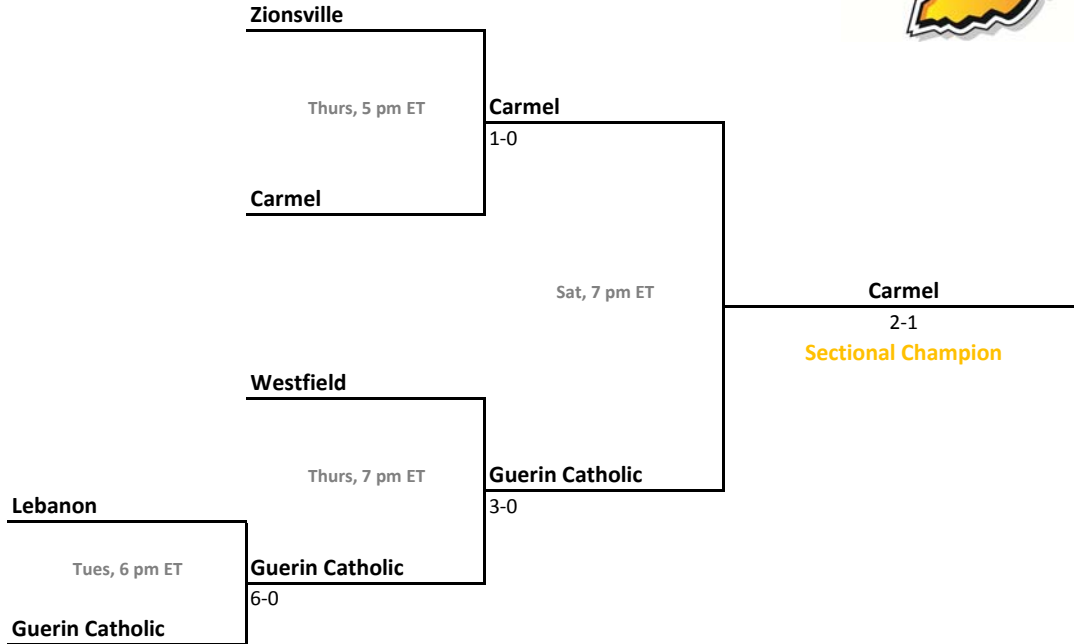 Zionsville
Thurs, 5 pm ET
Carmel
1-0
Carmel
Sat, 7 pm ET
Carmel
2-1
Sectional Champion
Westfield
Thurs, 7 pm ET
Guerin Catholic
3-0
Lebanon
Tues, 6 pm ET
Guerin Catholic
6-0
Guerin Catholic